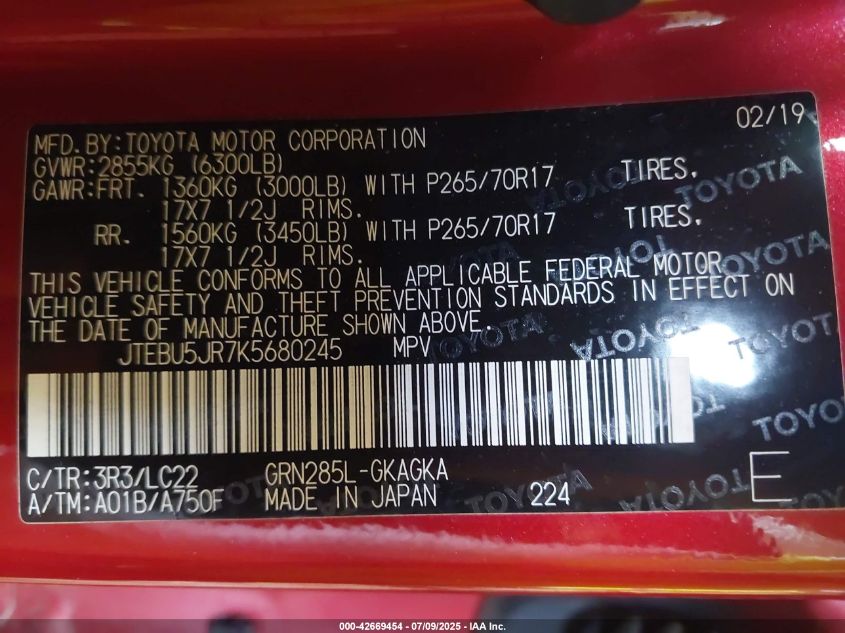 02/19
MFD. BY: TOYOTA MOTOR CORPORATION
GVWR: 2855KG (6300LB)
GAWR: FRT. 1360KG (3000LB) WITH P265/70R17 TIRES.
17X7 1/2J RIMS.
RR. 1560KG (3450LB) WITH P265/70R17 TIRES.
17X7 1/2J RIMS.
THIS VEHICLE CONFORMS TO ALL APPLICABLE FEDERAL MOTOR
VEHICLE SAFETY AND THEFT PREVENTION STANDARDS IN EFFECT ON
THE DATE OF MANUFACTURE SHOWN ABOVE.
JTEBU5JR7K5680245 MPV
C/TR: 3R3/LC22 GRN285L-GKAGKA
A/TM: A01B/A750F MADE IN JAPAN 224 E
TOYOTA
TOYOTA
TOYOTA
TOYOTA
000-42669454 - 07/09/2025 - IAA Inc.